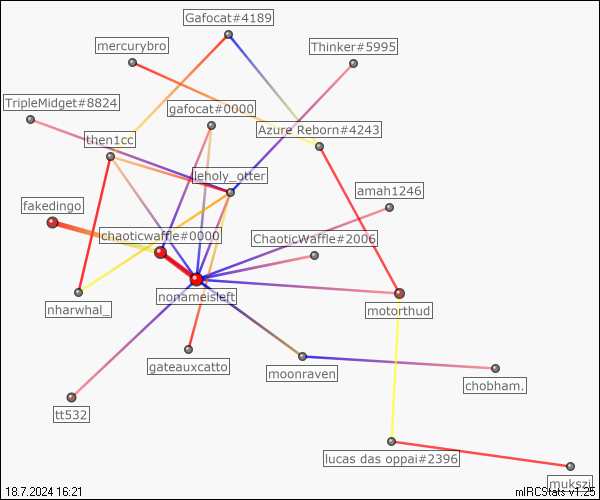 Gafocat#4189
mercurybro
Thinker#5995
TripleMidget#8824
gafocat#0000
Azure Reborn#4243
then1cc
leholy_otter
amah1246
fakedingo
chaoticwaffle#0000
ChaoticWaffle#2006
nonameisleft
nharwhal_
motorthud
gateauxcatto
moonraven
chobham.
tt532
lucas das oppai#2396
mukszi
18.7.2024 16:21
mIRCStats v1.25